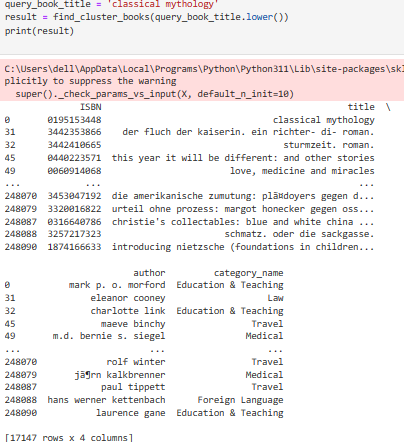 query_book_title = 'classical mythology'
result = find_cluster_books(query_book_title.lower())
print(result)
C:\Users\dell\AppData\Local\Programs\Python\Python311\Lib\site-packages\skl
plicitly to suppress the warning
super()._check_params_vs_input(X, default_n_init=10)
ISBN title \
0 0195153448 classical mythology
31 3442353866 der fluch der kaiserin. ein richter- di- roman.
32 3442410665 sturmzeit. roman.
45 0440223571 this year it will be different: and other stories
49 0060914068 love, medicine and miracles
... ... ...
248070 3453047192 die amerikanische zumutung: plã¤doyers gegen d...
248079 3320016822 urteil ohne prozess: margot honecker gegen oss...
248087 0316640786 christie's collectables: blue and white china ...
248088 3257217323 schmatz. oder die sackgasse.
248090 1874166633 introducing nietzsche (foundations in children...
author category_name
0 mark p. o. morford Education & Teaching
31 eleanor cooney Law
32 charlotte link Education & Teaching
45 maeve binchy Travel
49 m.d. bernie s. siegel Medical
... ... ...
248070 rolf winter Travel
248079 jã¶rn kalkbrenner Medical
248087 paul tippett Travel
248088 hans werner kettenbach Foreign Language
248090 laurence gane Education & Teaching
[17147 rows x 4 columns]